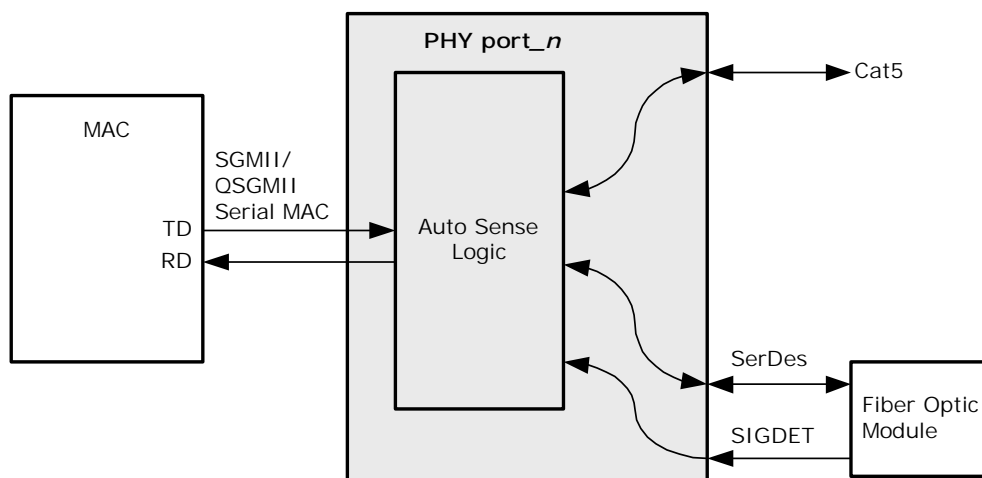 PHY port_n
Cat5
MAC
SGMII/
QSGMII
Serial MAC
TD
RD
Auto Sense
Logic
SerDes
SIGDET
Fiber Optic
Module